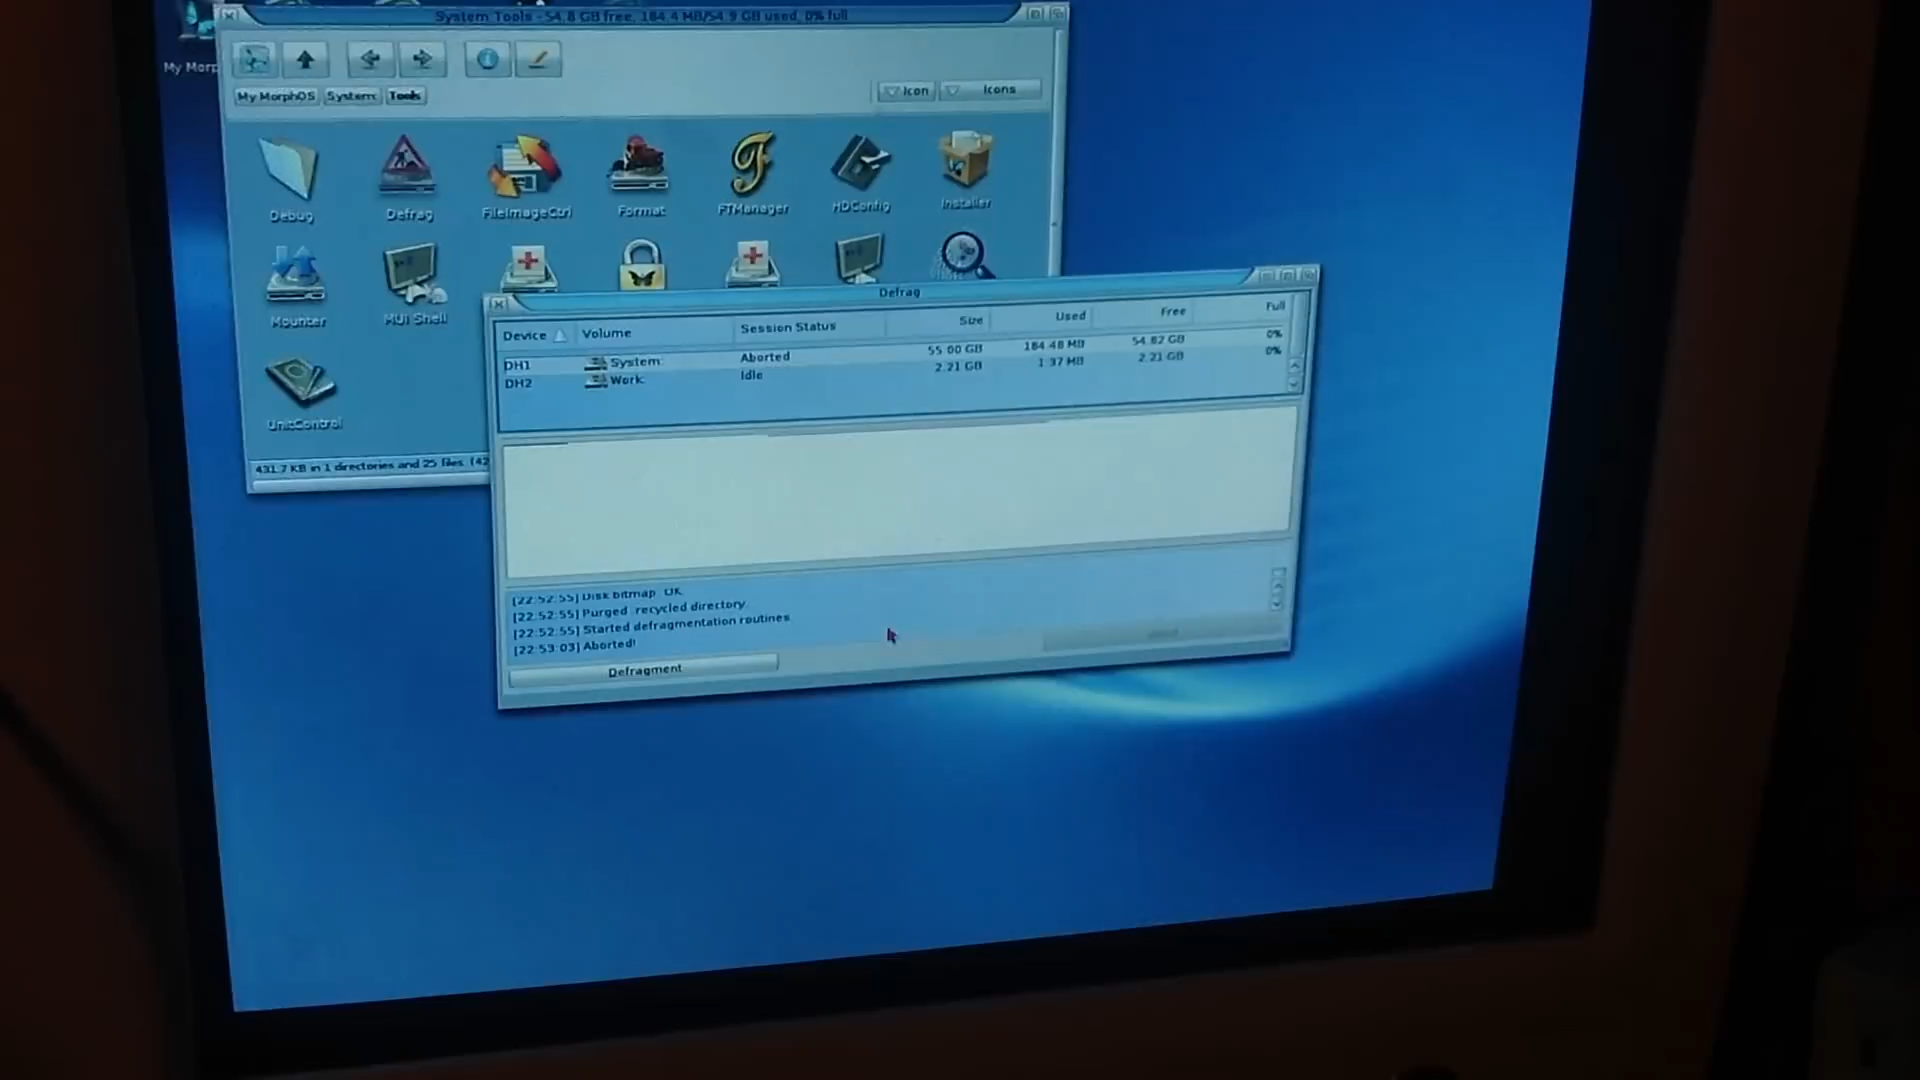 System:Tools - 54.8 GB free, 184.4 MB/54.9 GB used, 0% full
My Morp
My MorphOS System: Tools
Icon Icons
Debug Defrag FileImageCtrl Format FTManager HDConfig Installer
Mounter MUI Shell
UnitControl
431.7 KB in 1 directories and 25 files (42
Defrag
Device Volume Session Status Size Used Free Full
DH1 System: Aborted 55.00 GB 184.48 MB 54.82 GB 0%
DH2 Work: Idle 2.21 GB 1.37 MB 2.21 GB 0%
[22:52:55] Disk bitmap OK
[22:52:55] Purged .recycled directory
[22:52:55] Started defragmentation routines
[22:53:03] Aborted!
Defragment